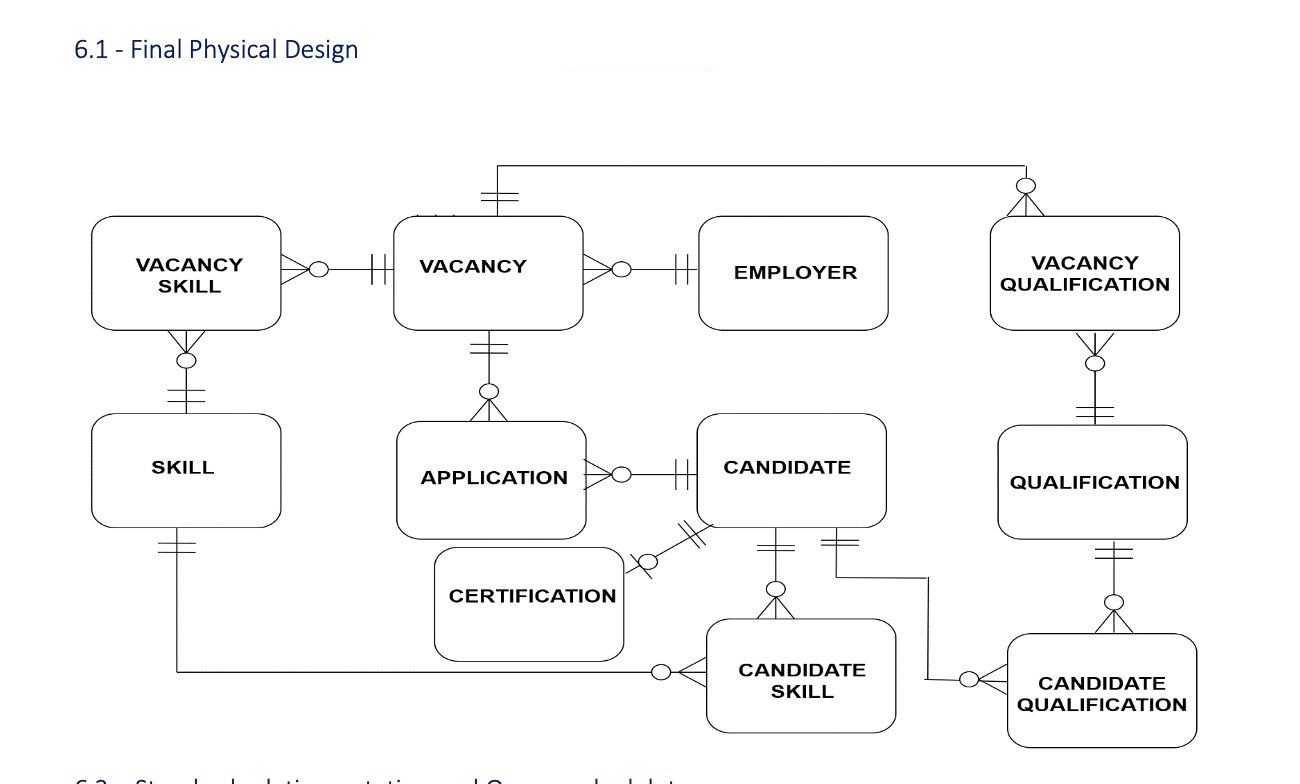 6.1 - Final Physical Design
VACANCY
SKILL
VACANCY
EMPLOYER
VACANCY
QUALIFICATION
SKILL
APPLICATION
CANDIDATE
QUALIFICATION
CERTIFICATION
CANDIDATE
SKILL
CANDIDATE
QUALIFICATION